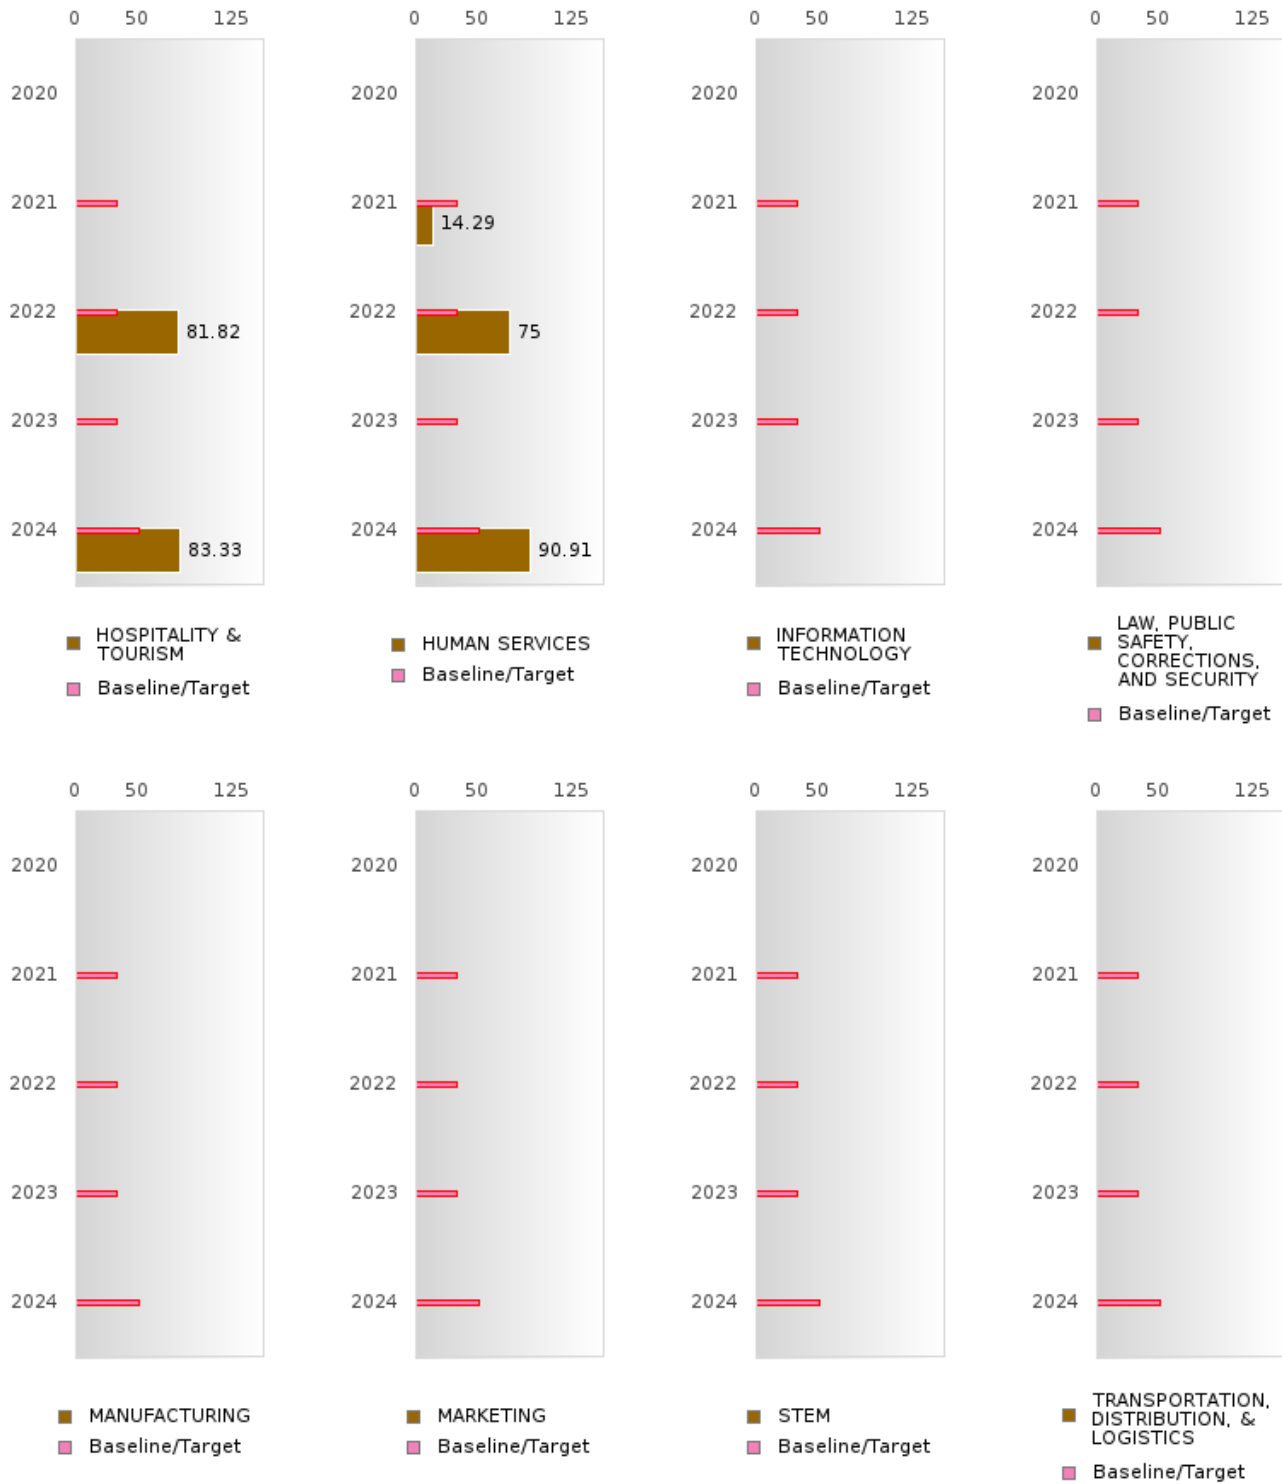 0 50 125
2020
2021
2022
81.82
2023
2024
83.33
HOSPITALITY &
TOURISM
Baseline/Target
0 50 125
2020
2021
14.29
2022
75
2023
2024
90.91
HUMAN SERVICES
Baseline/Target
0 50 125
2020
2021
2022
2023
2024
INFORMATION
TECHNOLOGY
Baseline/Target
0 50 125
2020
2021
2022
2023
2024
LAW, PUBLIC
SAFETY,
CORRECTIONS,
AND SECURITY
Baseline/Target
0 50 125
2020
2021
2022
2023
2024
MANUFACTURING
Baseline/Target
0 50 125
2020
2021
2022
2023
2024
MARKETING
Baseline/Target
0 50 125
2020
2021
2022
2023
2024
STEM
Baseline/Target
0 50 125
2020
2021
2022
2023
2024
TRANSPORTATION,
DISTRIBUTION, &
LOGISTICS
Baseline/Target